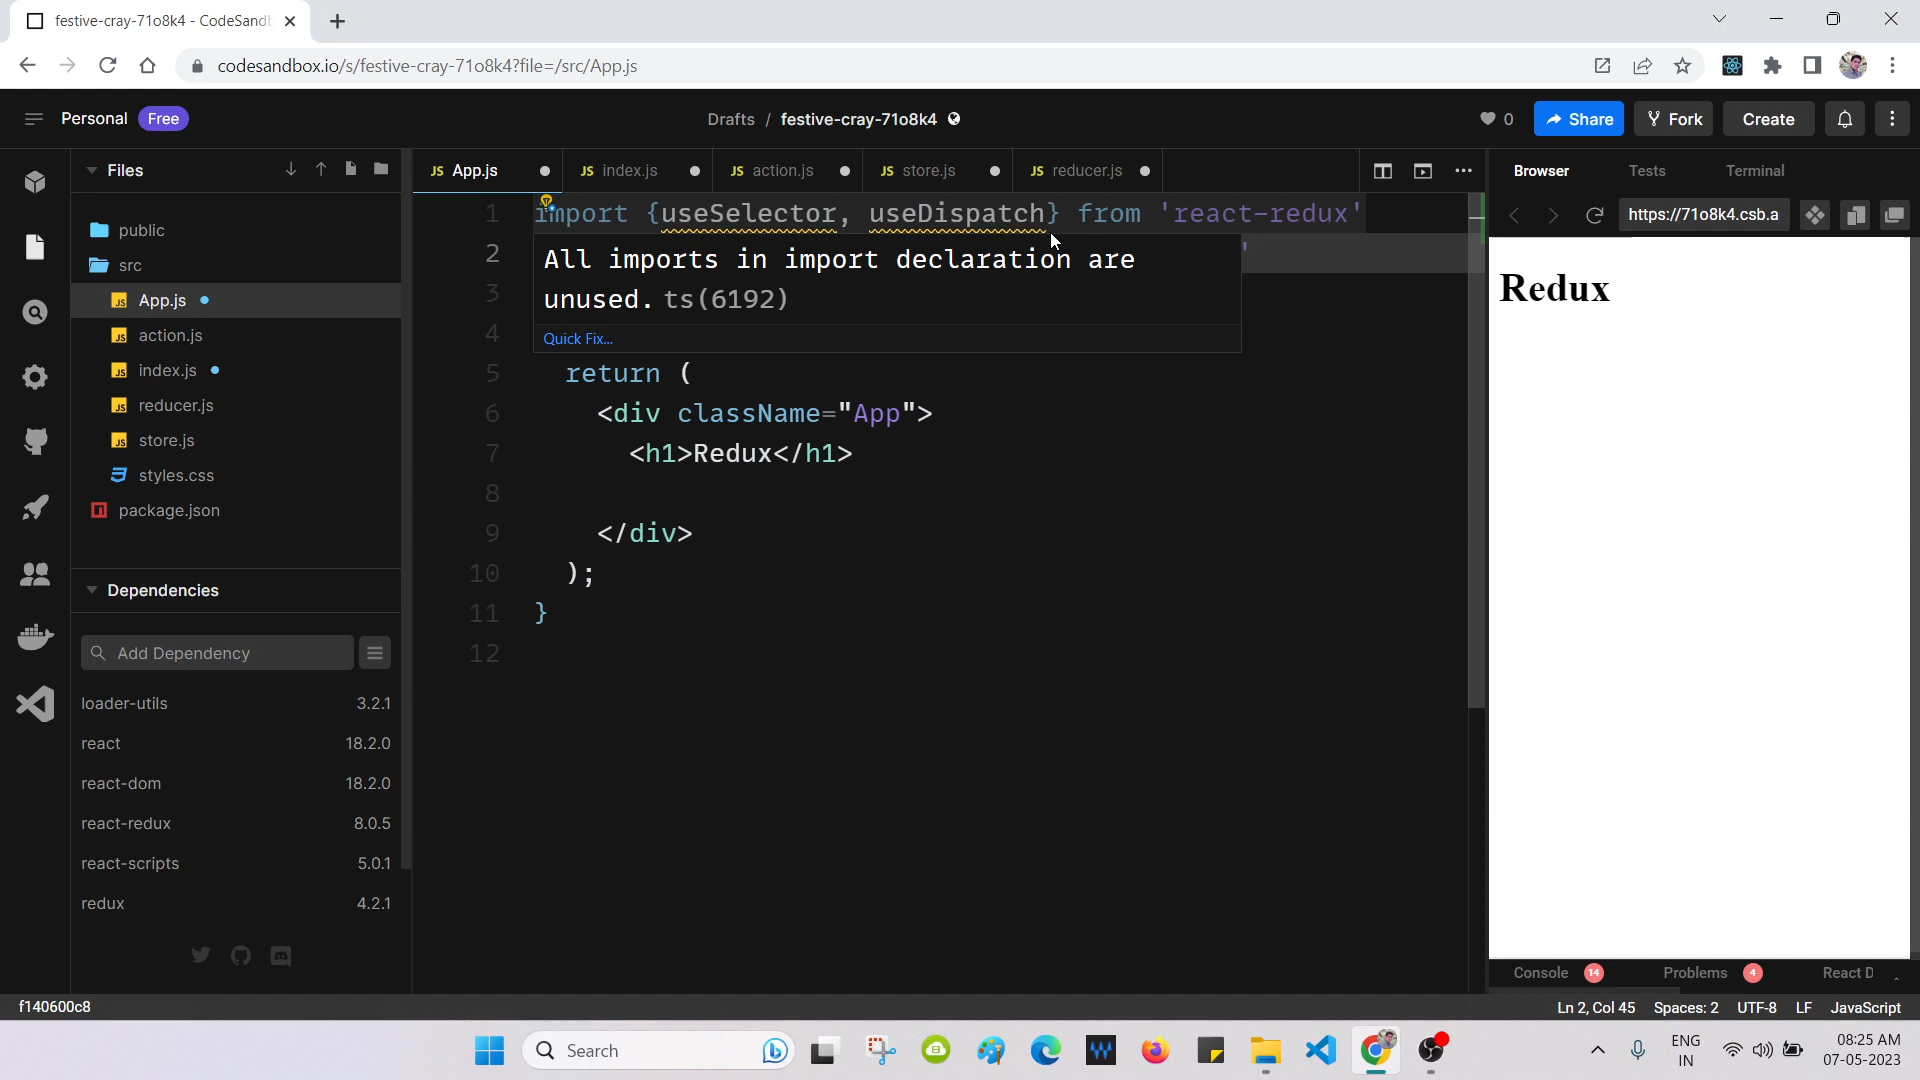 festive-cray-71o8k4 - CodeSandb
codesandbox.io/s/festive-cray-71o8k4?file=/src/App.js
Personal Free
Drafts / festive-cray-71o8k4
0 Share Fork Create
Files
JS App.js
JS index.js
JS action.js
JS store.js
JS reducer.js
Browser Tests Terminal
https://71o8k4.csb.a
public
src
JS App.js
JS action.js
JS index.js
JS reducer.js
JS store.js
styles.css
package.json
Dependencies
Add Dependency
loader-utils 3.2.1
react 18.2.0
react-dom 18.2.0
react-redux 8.0.5
react-scripts 5.0.1
redux 4.2.1
1 import {useSelector, useDispatch} from 'react-redux'
2 '
All imports in import declaration are
unused. ts(6192)
Quick Fix...
3
4
5 return (
6 <div className="App">
7 <h1>Redux</h1>
8
9 </div>
10 );
11 }
12
Redux
Console 14 Problems 4 React D
f140600c8
Ln 2, Col 45 Spaces: 2 UTF-8 LF JavaScript
Search
ENG
IN
08:25 AM
07-05-2023